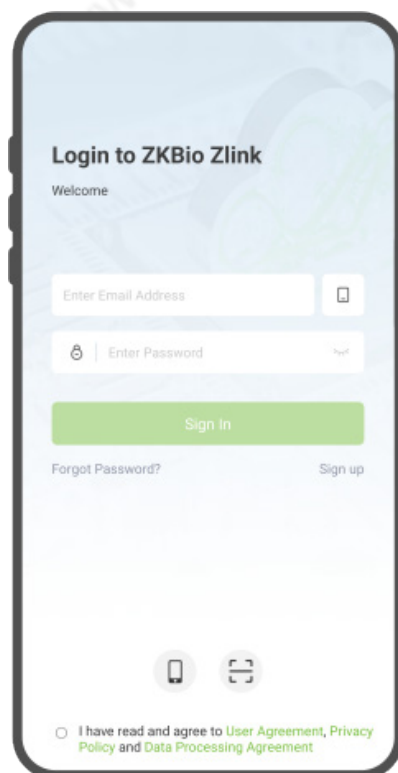 Login to ZKBio Zlink
Welcome
Enter Email Address
Enter Password
Sign In
Forgot Password? Sign up
I have read and agree to User Agreement, Privacy
Policy and Data Processing Agreement